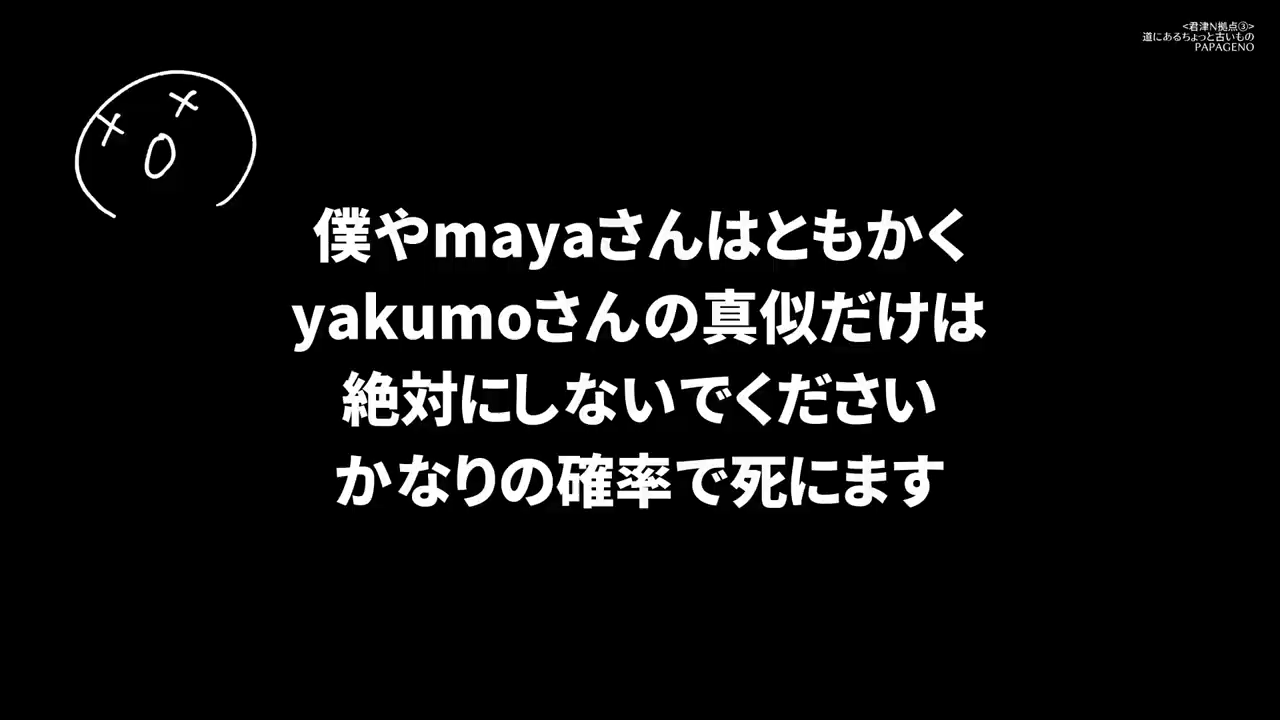 <君津N拠点③>
道にあるちょっと古いもの
PAPAGENO
僕やmayaさんはともかく
yakumoさんの真似だけは
絶対にしないでください
かなりの確率で死にます